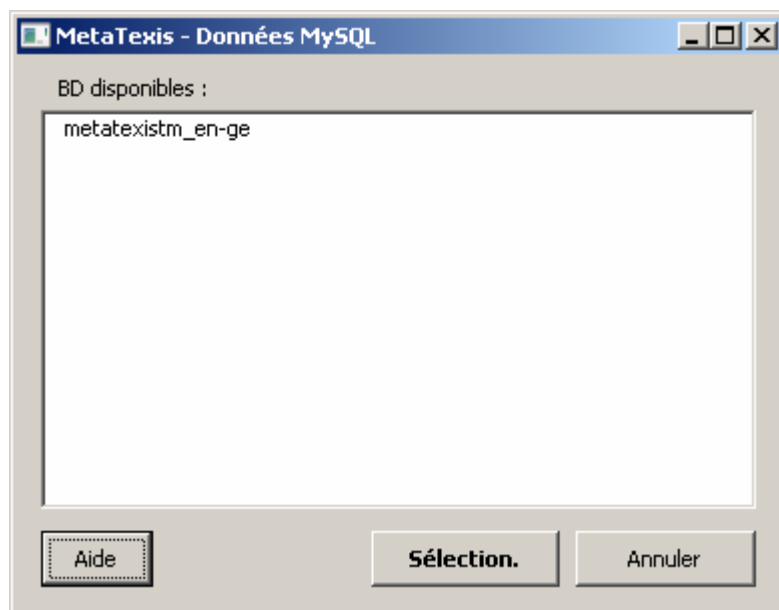 MetaTexis - Données MySQL
BD disponibles :
metatexistm_en-ge
Aide Sélection. Annuler